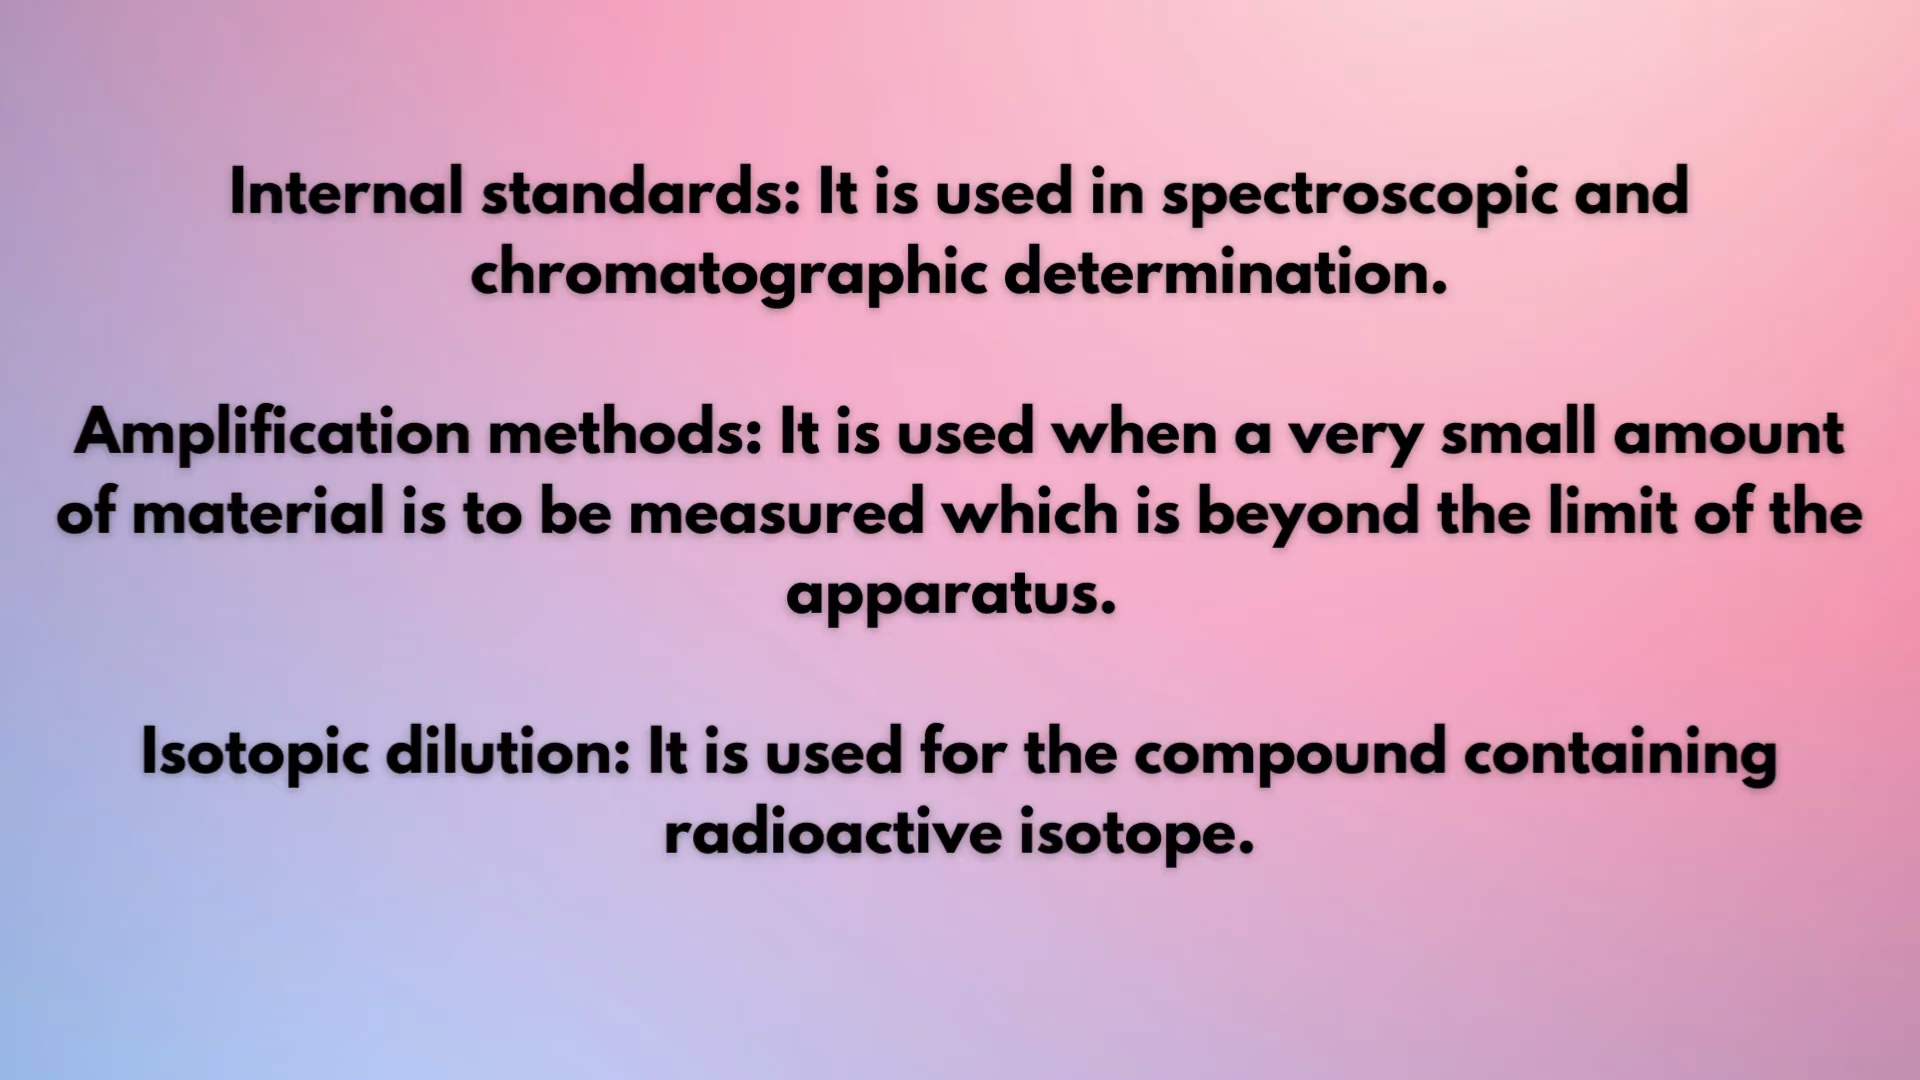 Internal standards: It is used in spectroscopic and
chromatographic determination.
Amplification methods: It is used when a very small amount
of material is to be measured which is beyond the limit of the
apparatus.
Isotopic dilution: It is used for the compound containing
radioactive isotope.